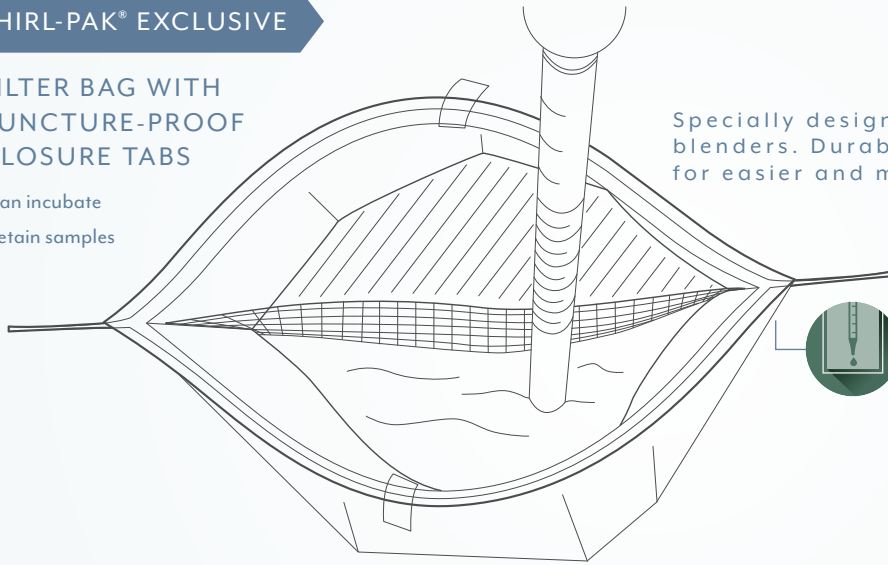 HIRL-PAK® EXCLUSIVE
ILTER BAG WITH
UNCTURE-PROOF
LOSURE TABS
an incubate
etain samples
Specially design
blenders. Durab
for easier and m